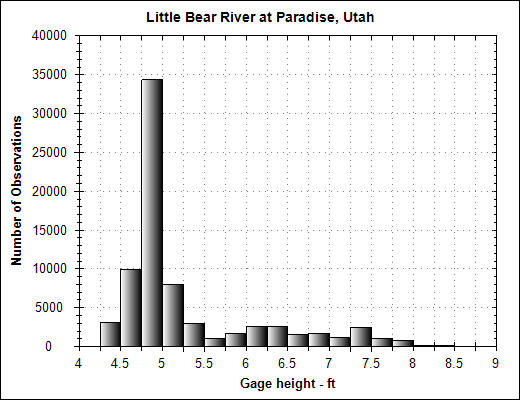 Little Bear River at Paradise, Utah
40000
35000
30000
25000
20000
15000
10000
5000
0
Number of Observations
4 4.5 5 5.5 6 6.5 7 7.5 8 8.5 9
Gage height - ft